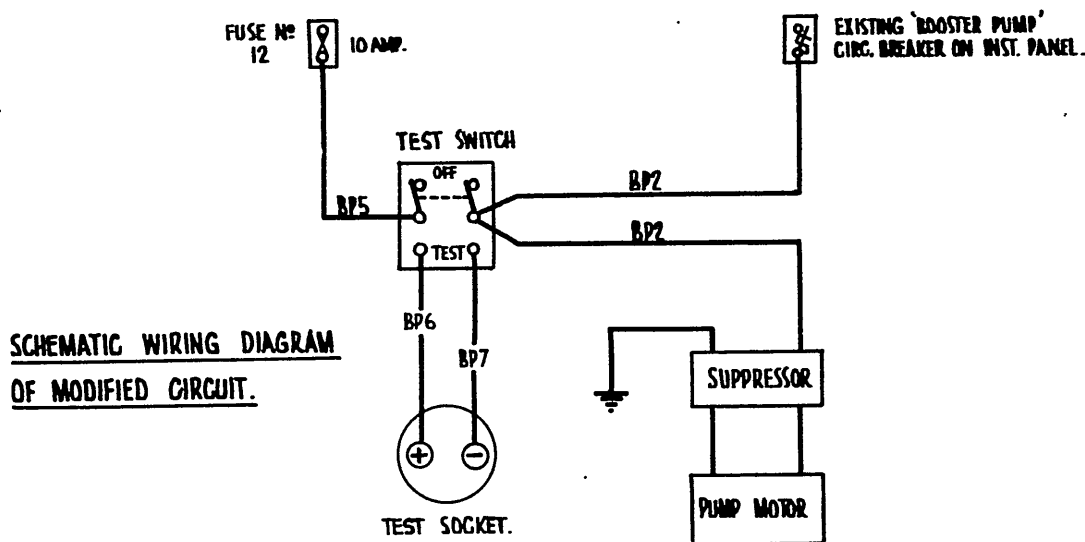 FUSE Nº
12
10 AMP.
EXISTING 'BOOSTER PUMP'
CIRC. BREAKER ON INST. PANEL.
TEST SWITCH
OFF
BP5
BP2
BP2
TEST
BP6
BP7
SCHEMATIC WIRING DIAGRAM
OF MODIFIED CIRCUIT.
SUPPRESSOR
+ −
PUMP MOTOR
TEST SOCKET.